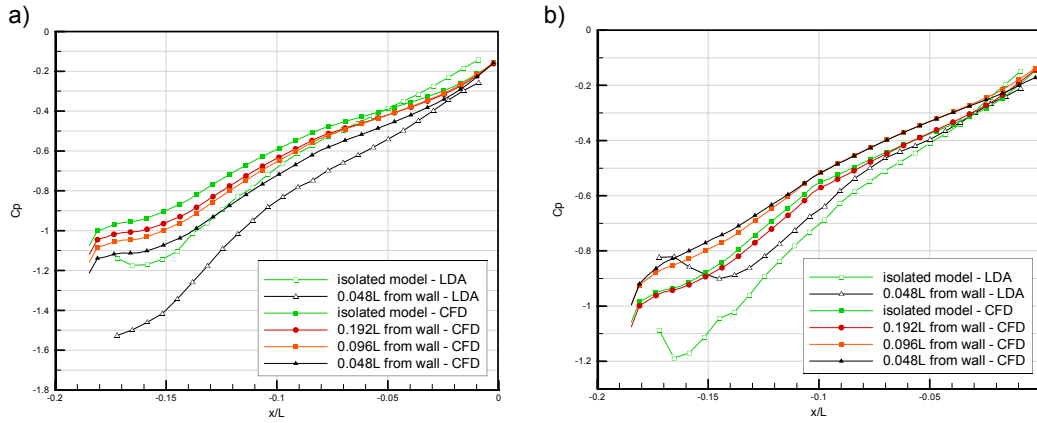 a)
0
-0.2
-0.4
-0.6
-0.8
-1
-1.2
-1.4
-1.6
-1.8
Cp
-0.2
-0.15
-0.1
-0.05
0
x/L
isolated model - LDA
0.048L from wall - LDA
isolated model - CFD
0.192L from wall - CFD
0.096L from wall - CFD
0.048L from wall - CFD
b)
0
-0.2
-0.4
-0.6
-0.8
-1
-1.2
Cp
-0.2
-0.15
-0.1
-0.05
x/L
isolated model - LDA
0.048L from wall - LDA
isolated model - CFD
0.192L from wall - CFD
0.096L from wall - CFD
0.048L from wall - CFD